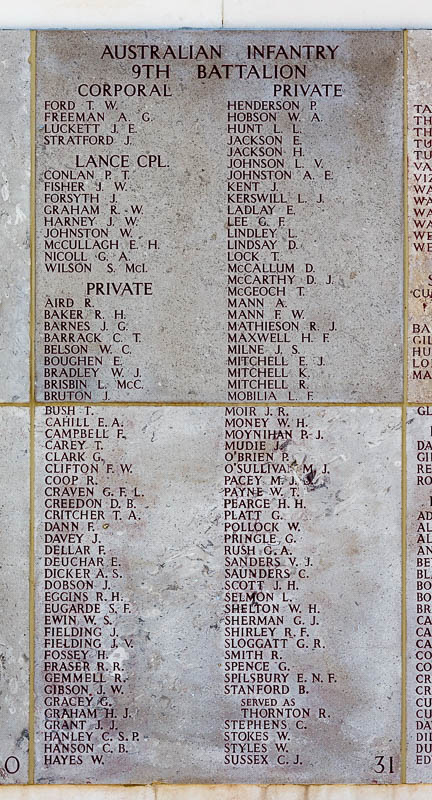 AUSTRALIAN INFANTRY
9TH BATTALION
CORPORAL
FORD T. W.
FREEMAN A. G.
LUCKETT J. E.
STRATFORD J.
LANCE CPL.
CONLAN P. T.
FISHER J. W.
FORSYTH J.
GRAHAM R. W.
HARNEY J. W.
JOHNSTON W.
McCULLAGH E. H.
NICOLL G. A.
WILSON S. McI.
PRIVATE
AIRD R.
BAKER R. H.
BARNES J. G.
BARRACK C. T.
BELSON W. C.
BOUGHEN E.
BRADLEY W. J.
BRISBIN L. McC.
BRUTON J.
BUSH T.
CAHILL E. A.
CAMPBELL F.
CAREY T.
CLARK G.
CLIFTON F. W.
COOP R.
CRAVEN G. F. L.
CREEDON D. B.
CRITCHER T. A.
DANN F.
DAVEY J.
DELLAR F.
DEUCHAR E.
DICKER A. S.
DOBSON J.
EGGINS R. H.
EUGARDE S. F.
EWIN W. S.
FIELDING J.
FIELDING J. V.
FOSSEY H.
FRASER R. R.
GEMMELL R.
GIBSON J. W.
GRACEY G.
GRAHAM H. J.
GRANT J. J.
HANLEY C. S. P.
HANSON C. B.
HAYES W.
PRIVATE
HENDERSON P.
HOBSON W. A.
HUNT L. L.
JACKSON E.
JACKSON H.
JOHNSON L. V.
JOHNSTON A. E.
KENT J.
KERSWILL L. J.
LADLAY E.
LEE G. F.
LINDLEY L.
LINDSAY D.
LOCK T.
McCALLUM D.
McCARTHY D. J.
McGEOCH T.
MANN A.
MANN F. W.
MATHIESON R. J.
MAXWELL H. F.
MILNE J. S.
MITCHELL E. J.
MITCHELL K.
MITCHELL R.
MOBILIA L. F.
MOIR J. R.
MONEY W. H.
MOYNIHAN P. J.
MUDIE J.
O'BRIEN P.
O'SULLIVAN M. J.
PACEY M. J.
PAYNE W. T.
PEARCE H. H.
PLATT G.
POLLOCK W.
PRINGLE G.
RUSH G. A.
SANDERS V. J.
SAUNDERS C.
SCOTT J. H.
SELMON L.
SHELTON W. H.
SHERMAN G. J.
SHIRLEY R. F.
SLOGGATT G. R.
SMITH R.
SPENCE G.
SPILSBURY E. N. F.
STANFORD B.
SERVED AS
THORNTON R.
STEPHENS C.
STOKES W.
STYLES W.
SUSSEX C. J.
31